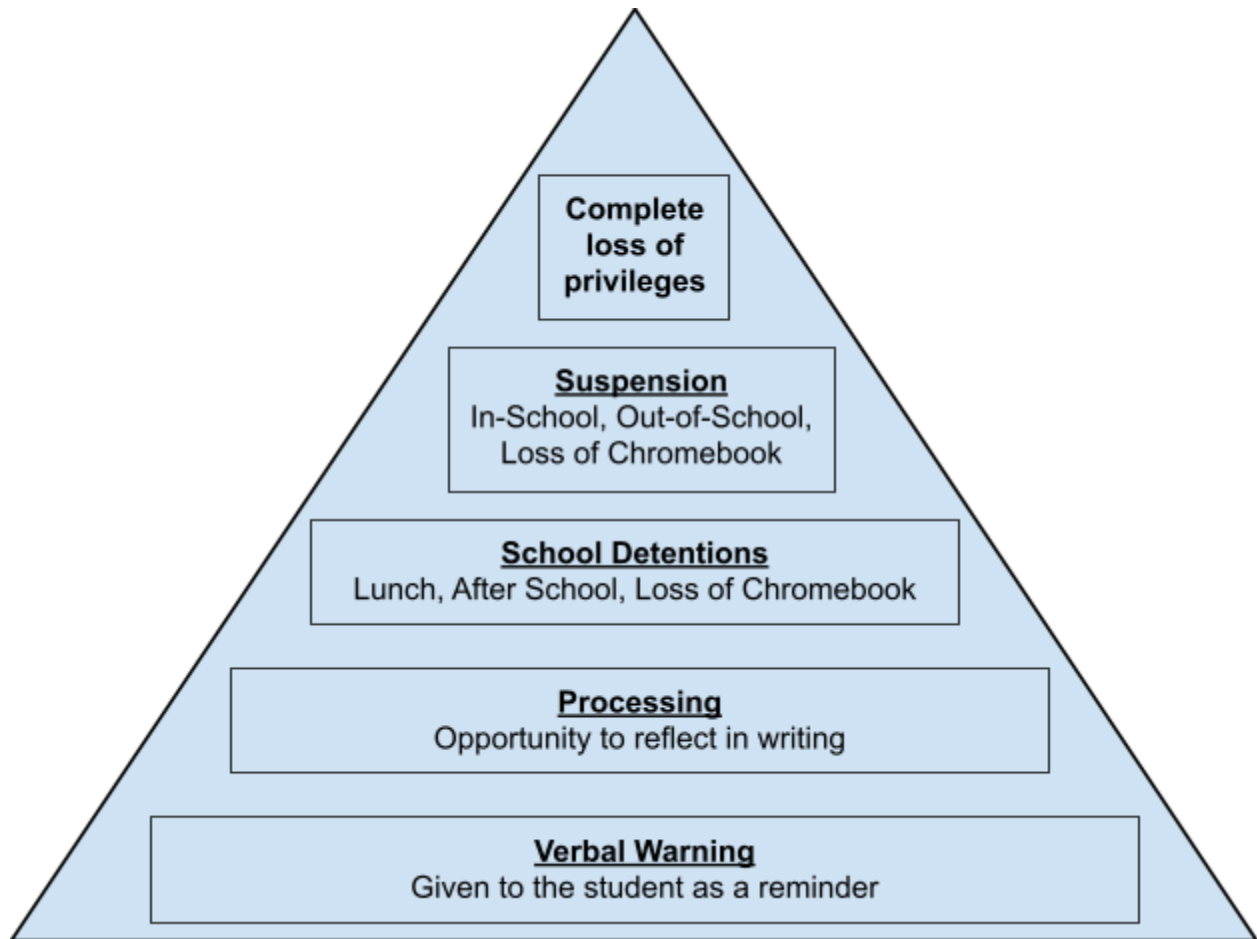 Complete
loss of
privileges
Suspension
In-School, Out-of-School,
Loss of Chromebook
School Detentions
Lunch, After School, Loss of Chromebook
Processing
Opportunity to reflect in writing
Verbal Warning
Given to the student as a reminder